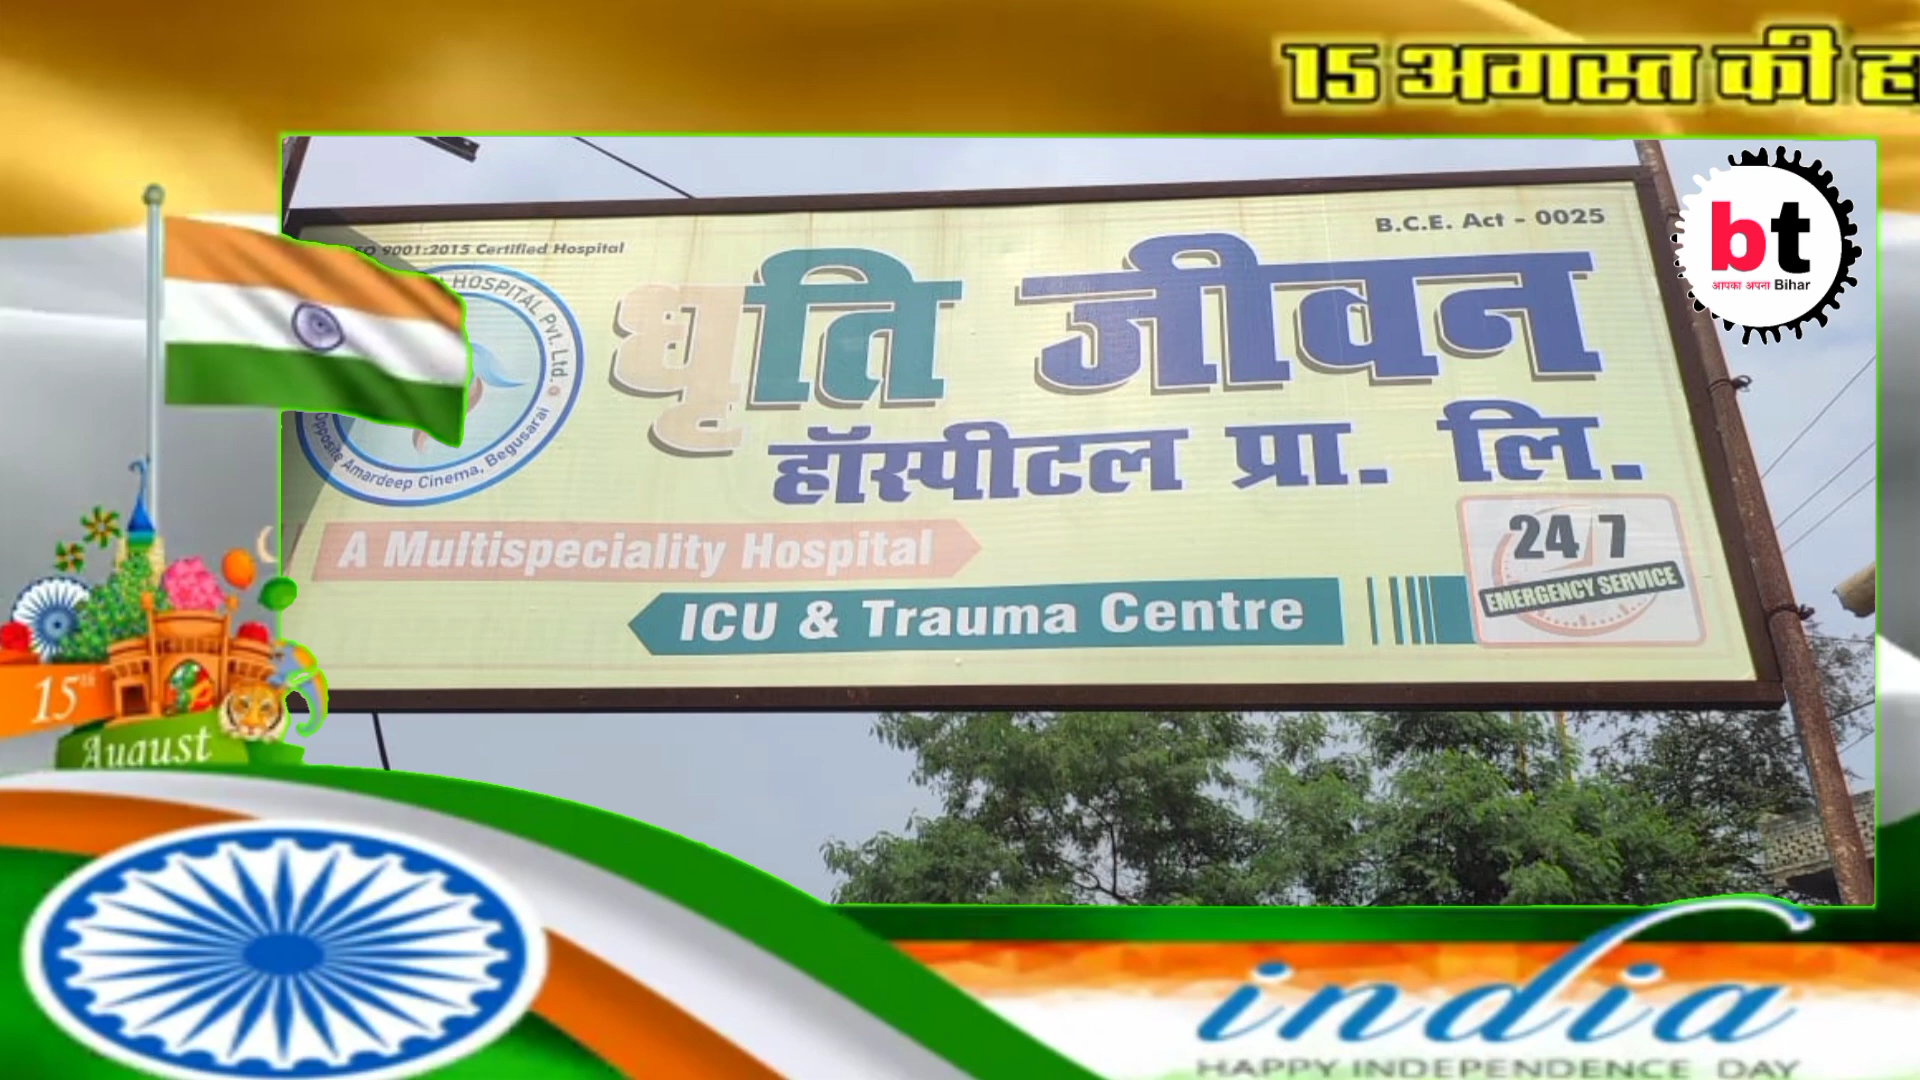 15 अगस्त की
9001:2015 Certified Hospital
B.C.E. Act - 0025
bt
आपका अपना Bihar
HOSPITAL Pvt. Ltd.
Opposite Amardeep Cinema, Begusarai
धृति जीवन
हॉस्पीटल प्रा. लि.
A Multispeciality Hospital
24/7
EMERGENCY SERVICE
ICU & Trauma Centre
15th
August
india
HAPPY INDEPENDENCE DAY